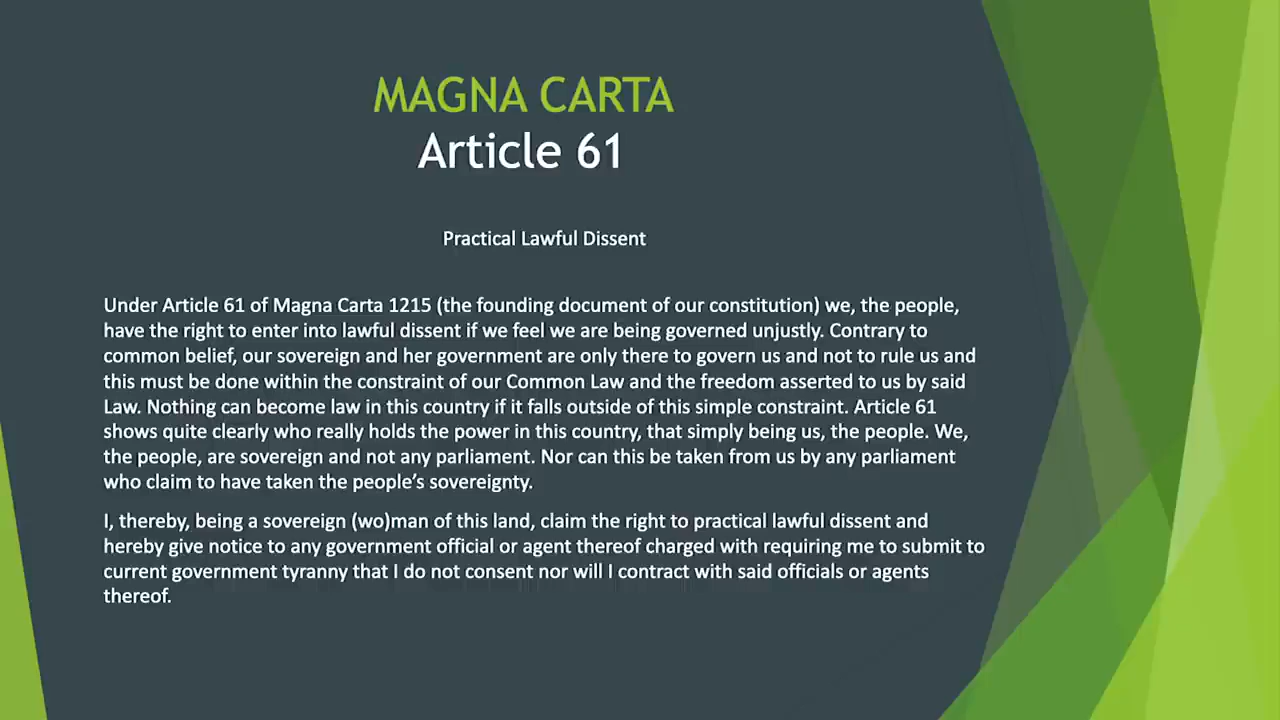 MAGNA CARTA
Article 61
Practical Lawful Dissent
Under Article 61 of Magna Carta 1215 (the founding document of our constitution) we, the people,
have the right to enter into lawful dissent if we feel we are being governed unjustly. Contrary to
common belief, our sovereign and her government are only there to govern us and not to rule us and
this must be done within the constraint of our Common Law and the freedom asserted to us by said
Law. Nothing can become law in this country if it falls outside of this simple constraint. Article 61
shows quite clearly who really holds the power in this country, that simply being us, the people. We,
the people, are sovereign and not any parliament. Nor can this be taken from us by any parliament
who claim to have taken the people’s sovereignty.
I, thereby, being a sovereign (wo)man of this land, claim the right to practical lawful dissent and
hereby give notice to any government official or agent thereof charged with requiring me to submit to
current government tyranny that I do not consent nor will I contract with said officials or agents
thereof.